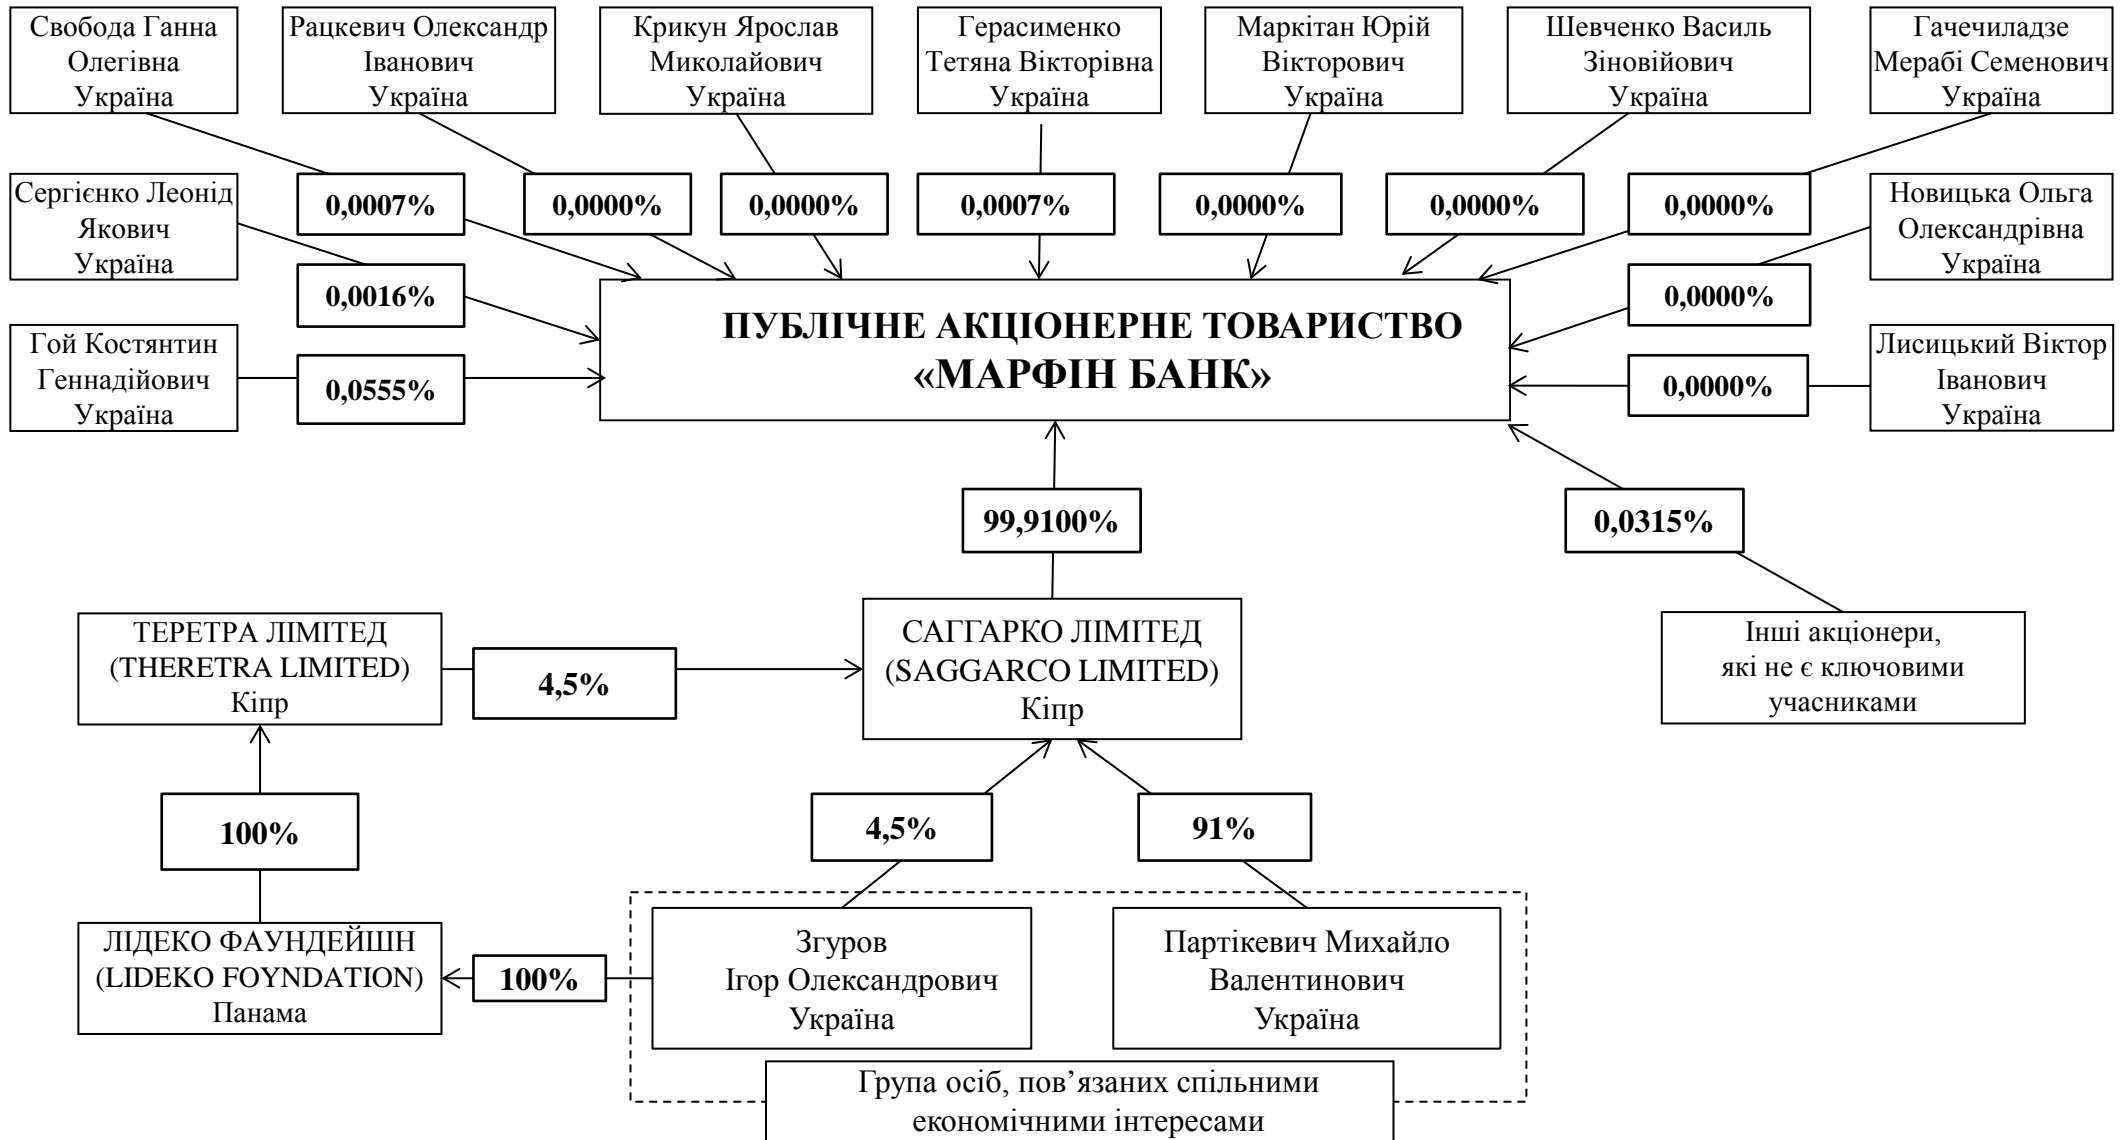 Свобода Ганна
Олегівна
Україна
Рацкевич Олександр
Іванович
Україна
Крикун Ярослав
Миколайович
Україна
Герасименко
Тетяна Вікторівна
Україна
Маркітан Юрій
Вікторович
Україна
Шевченко Василь
Зіновійович
Україна
Гачечиладзе
Мерабі Семенович
Україна
0,0007%
0,0000%
0,0000%
0,0007%
0,0000%
0,0000%
0,0000%
Сергієнко Леонід
Якович
Україна
0,0016%
Новицька Ольга
Олександрівна
Україна
0,0000%
Гой Костянтин
Геннадійович
Україна
0,0555%
ПУБЛІЧНЕ АКЦІОНЕРНЕ ТОВАРИСТВО
«МАРФІН БАНК»
0,0000%
Лисицький Віктор
Іванович
Україна
99,9100%
0,0315%
ТЕРЕТРА ЛІМІТЕД
(THERETRA LIMITED)
Кіпр
4,5%
САГГАРКО ЛІМІТЕД
(SAGGARCO LIMITED)
Кіпр
Інші акціонери,
які не є ключовими
учасниками
100%
4,5%
91%
ЛІДЕКО ФАУНДЕЙШН
(LIDEKO FOYNDATION)
Панама
100%
Згуров
Ігор Олександрович
Україна
Партікевич Михайло
Валентинович
Україна
Група осіб, пов’язаних спільними
економічними інтересами